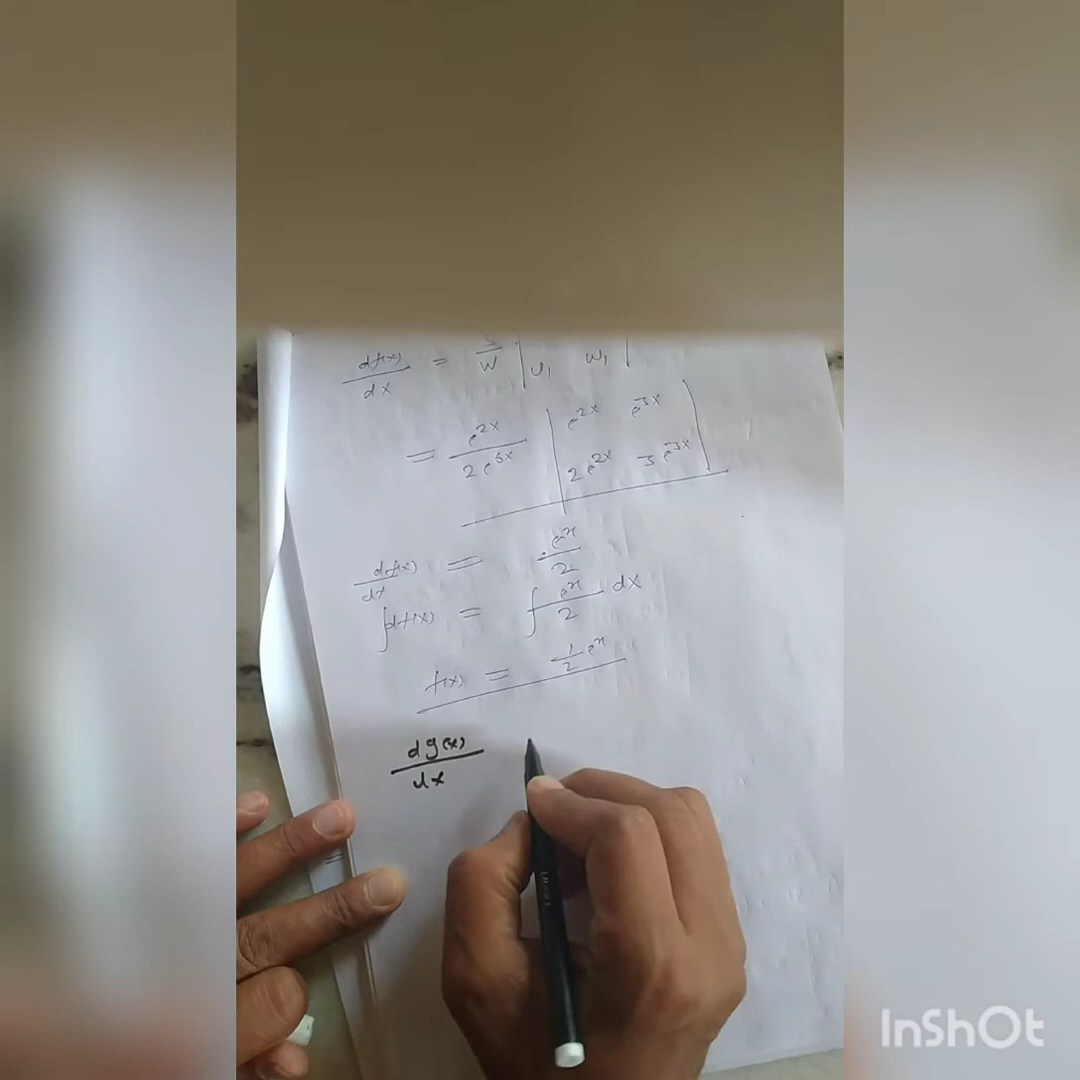 df(x)/dx = S/W | v₁ w₁ |
= e^2x / 2e^6x | e^2x e^3x
2e^2x 3e^3x |
df(x)/dx = e^x/2
∫df(x) = ∫ e^x/2 dx
f(x) = 1/2 e^x
dg(x)/dx
InShOt